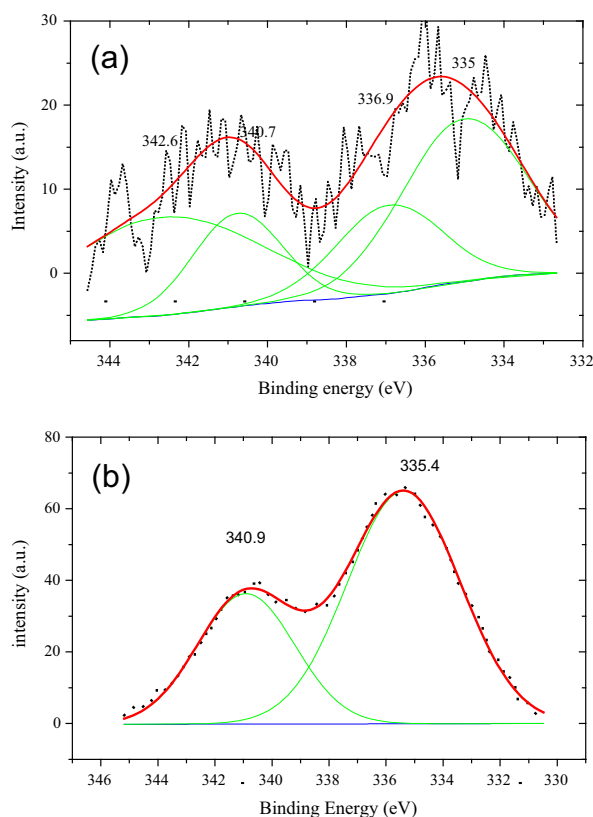 (a)
30
20
10
0
342.6
340.7
336.9
335
Intensity (a.u.)
344 342 340 338 336 334 332
Binding energy (eV)
(b)
80
60
40
20
0
340.9
335.4
intensity (a.u.)
346 344 342 340 338 336 334 332 330
Binding Energy (eV)